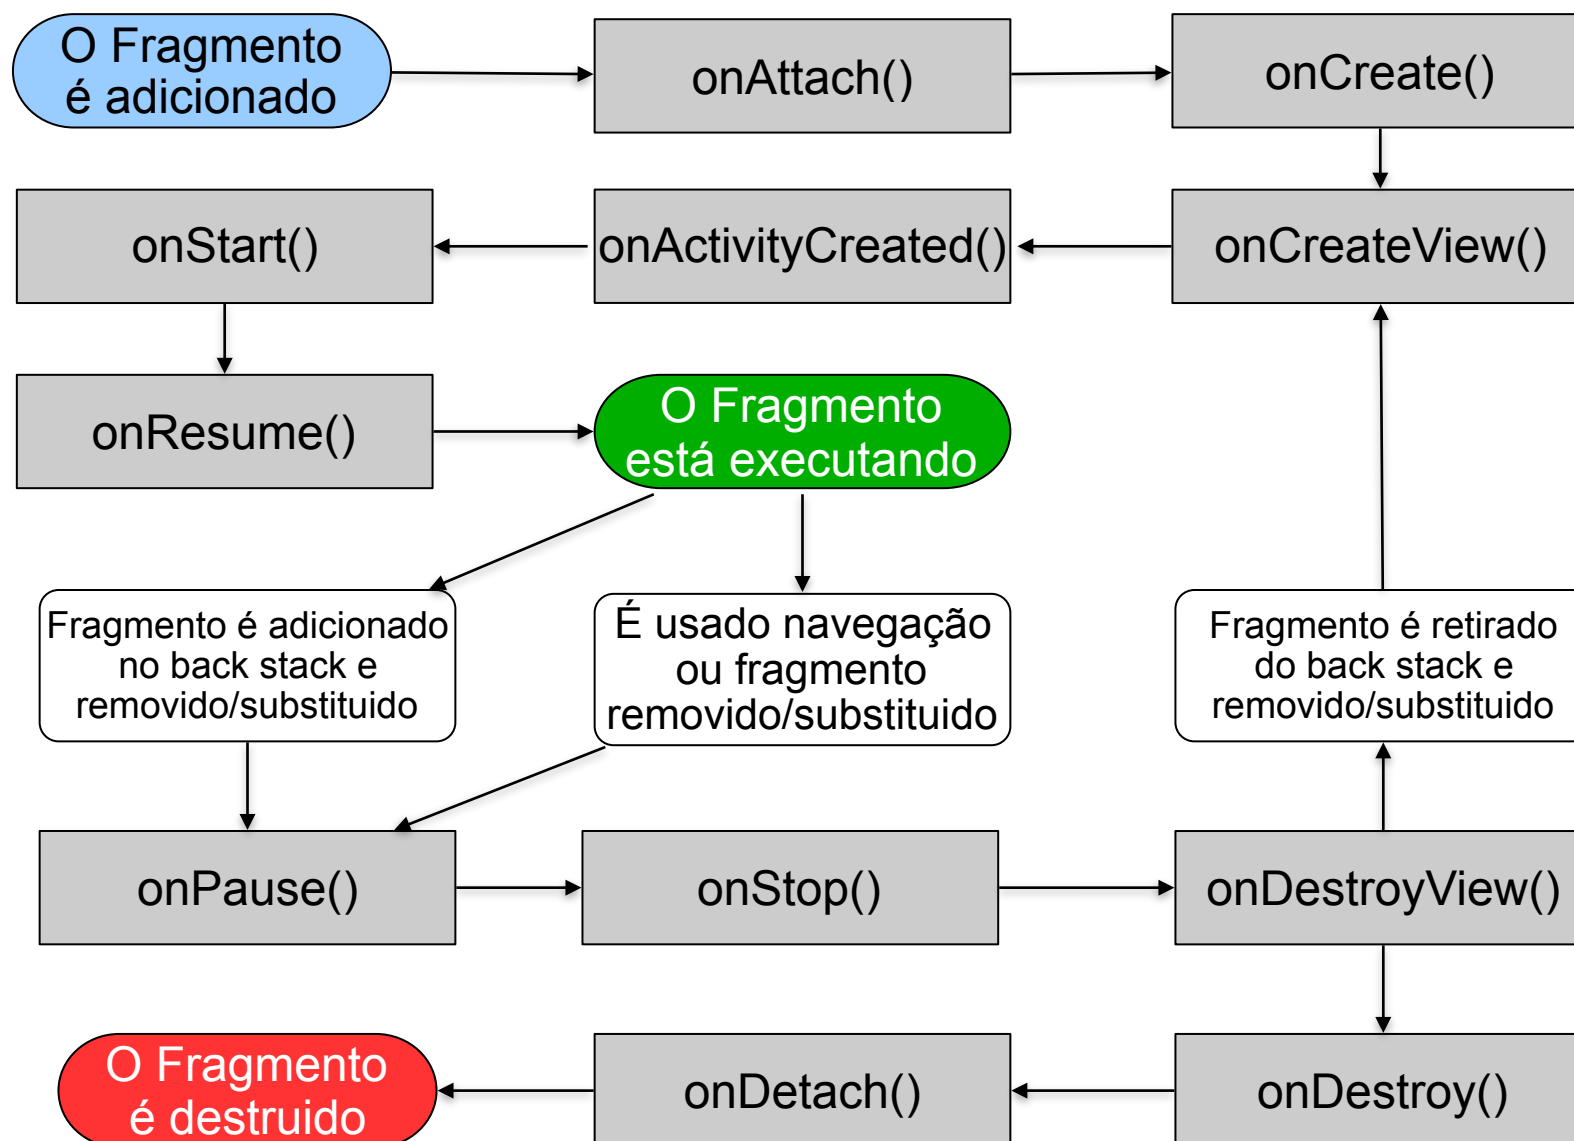 O Fragmento
é adicionado
onAttach()
onCreate()
onStart()
onActivityCreated()
onCreateView()
onResume()
O Fragmento
está executando
Fragmento é adicionado
no back stack e
removido/substituido
É usado navegação
ou fragmento
removido/substituido
Fragmento é retirado
do back stack e
removido/substituido
onPause()
onStop()
onDestroyView()
O Fragmento
é destruido
onDetach()
onDestroy()